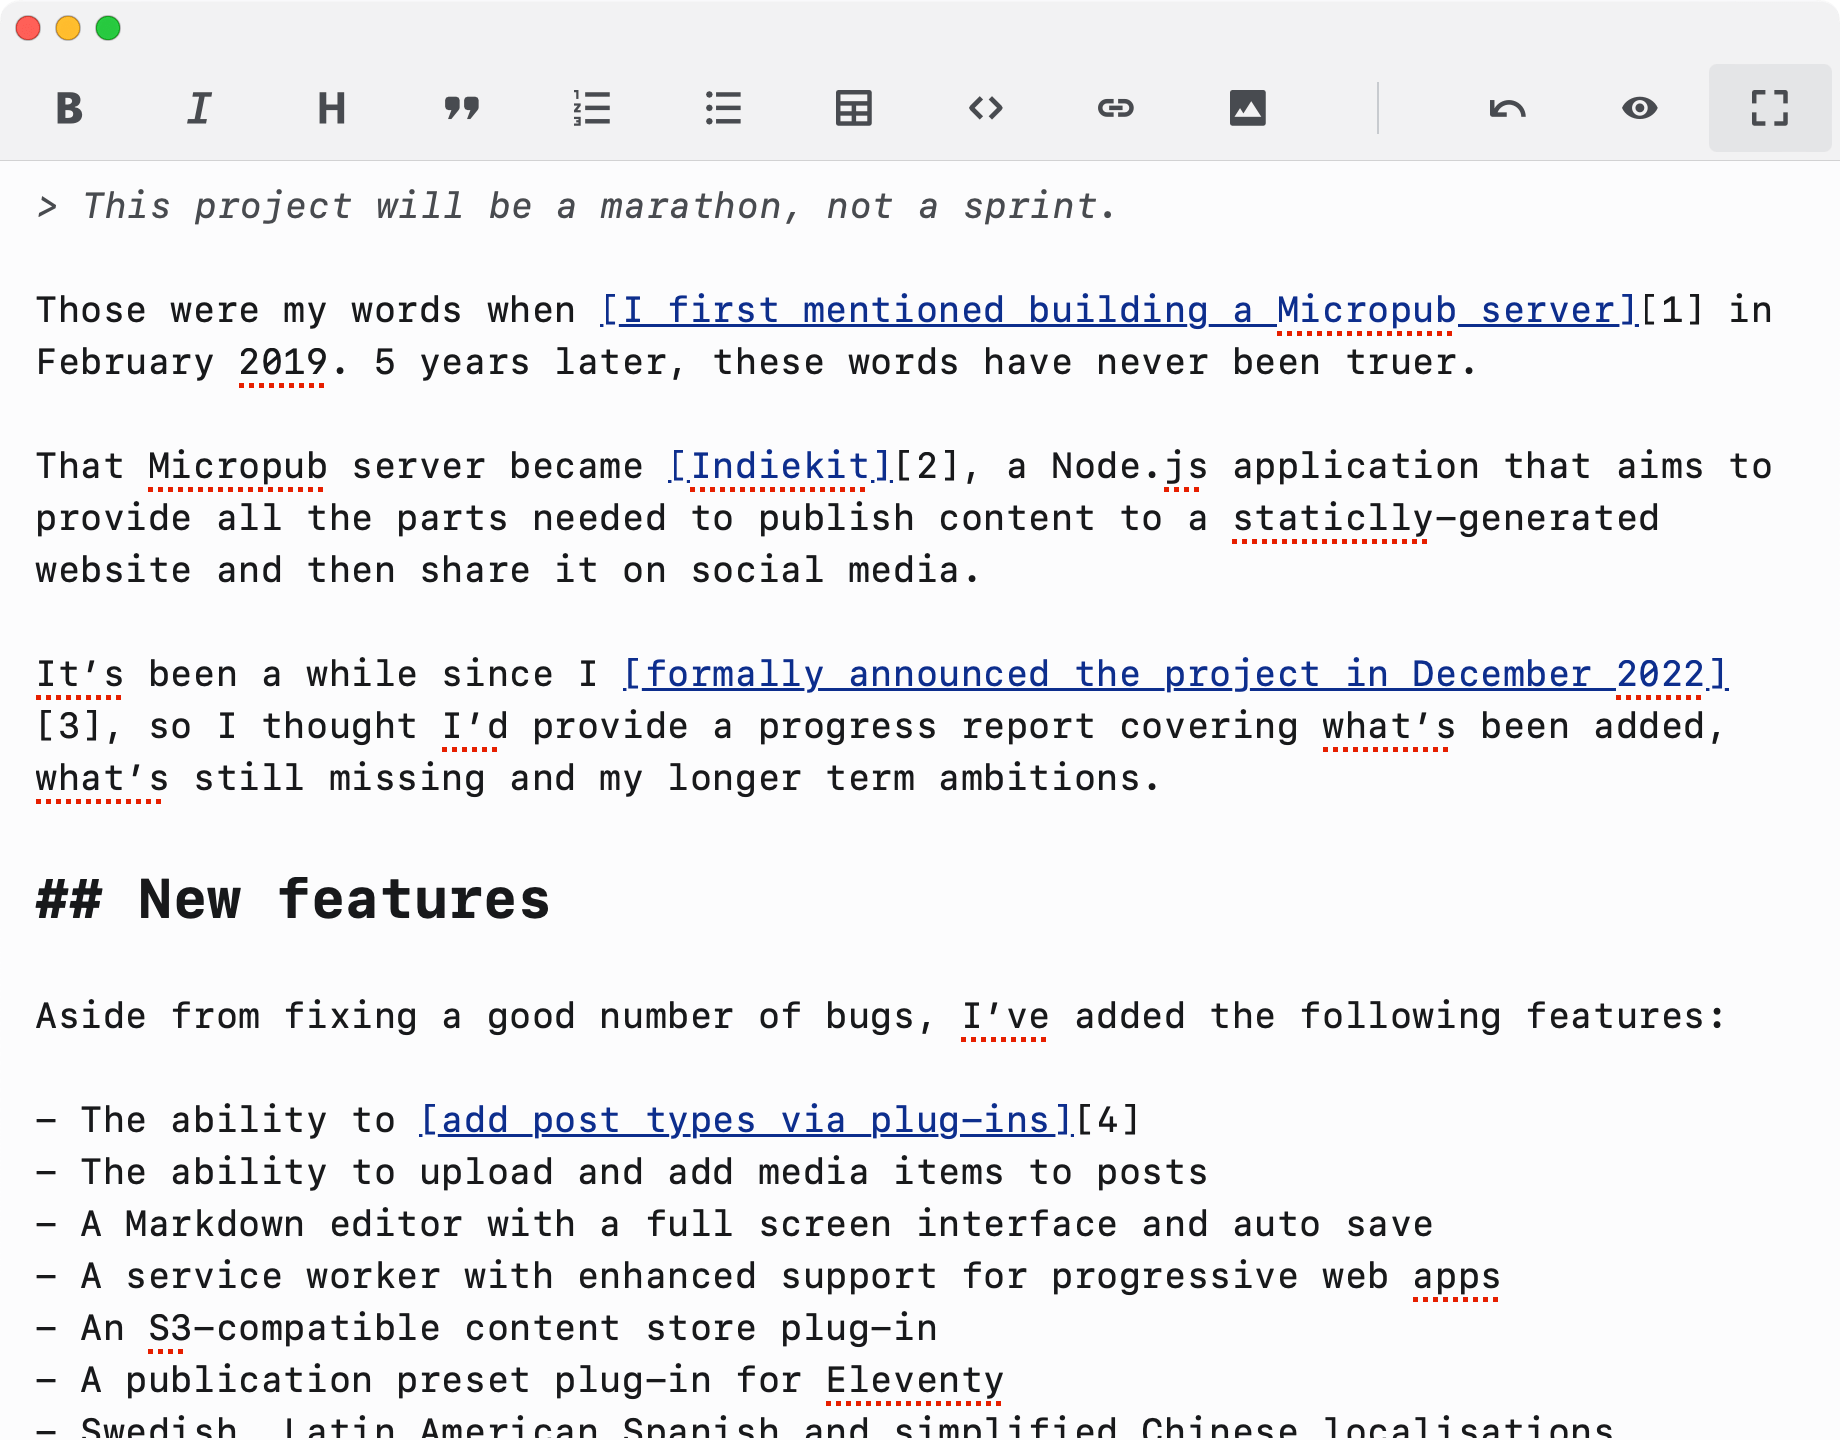 B I H
> This project will be a marathon, not a sprint.
Those were my words when [I first mentioned building a Micropub server][1] in
February 2019. 5 years later, these words have never been truer.
That Micropub server became [Indiekit][2], a Node.js application that aims to
provide all the parts needed to publish content to a staticlly-generated
website and then share it on social media.
It’s been a while since I [formally announced the project in December 2022]
[3], so I thought I’d provide a progress report covering what’s been added,
what’s still missing and my longer term ambitions.
## New features
Aside from fixing a good number of bugs, I’ve added the following features:
- The ability to [add post types via plug-ins][4]
- The ability to upload and add media items to posts
- A Markdown editor with a full screen interface and auto save
- A service worker with enhanced support for progressive web apps
- An S3-compatible content store plug-in
- A publication preset plug-in for Eleventy
- Swedish, Latin American Spanish and simplified Chinese localisations